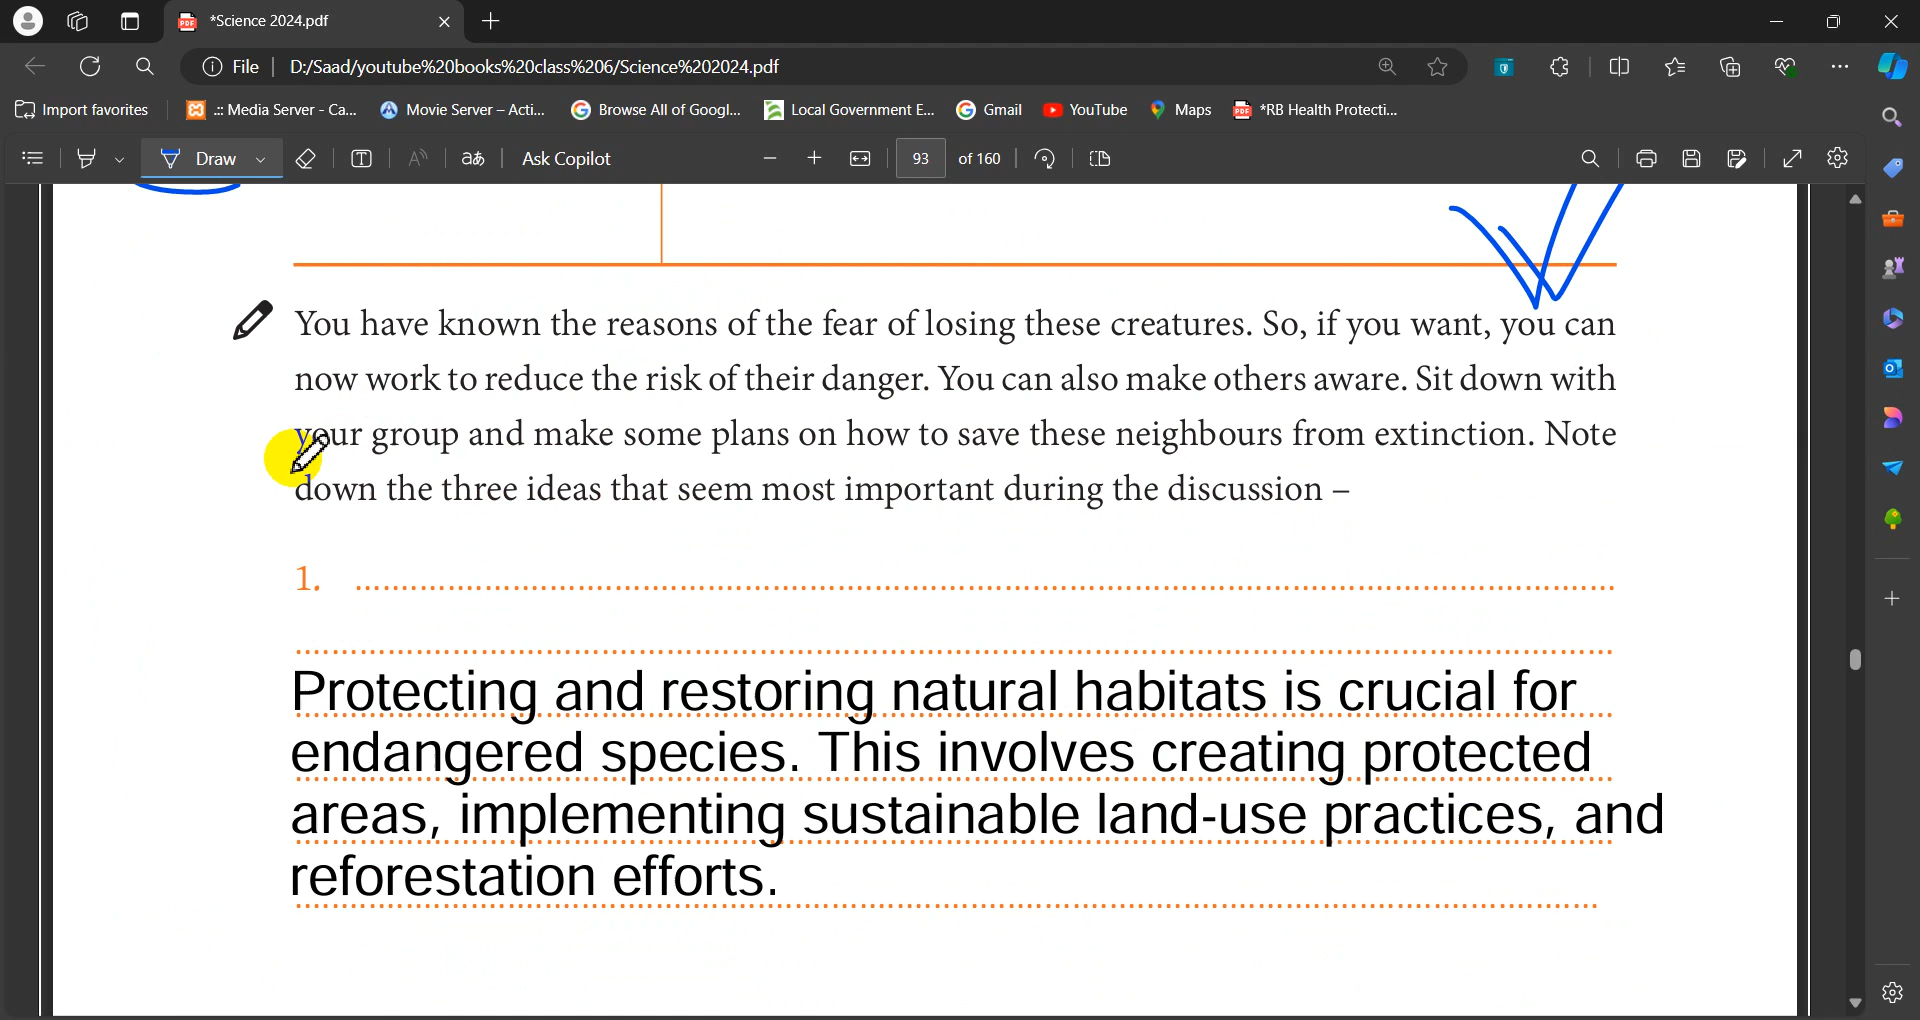 *Science 2024.pdf
File D:/Saad/youtube%20books%20class%206/Science%202024.pdf
Import favorites .:: Media Server - Ca... Movie Server – Acti... Browse All of Googl... Local Government E... Gmail YouTube Maps *RB Health Protecti...
Draw aあ Ask Copilot 93 of 160
You have known the reasons of the fear of losing these creatures. So, if you want, you can
now work to reduce the risk of their danger. You can also make others aware. Sit down with
your group and make some plans on how to save these neighbours from extinction. Note
down the three ideas that seem most important during the discussion –
1.
Protecting and restoring natural habitats is crucial for
endangered species. This involves creating protected
areas, implementing sustainable land-use practices, and
reforestation efforts.